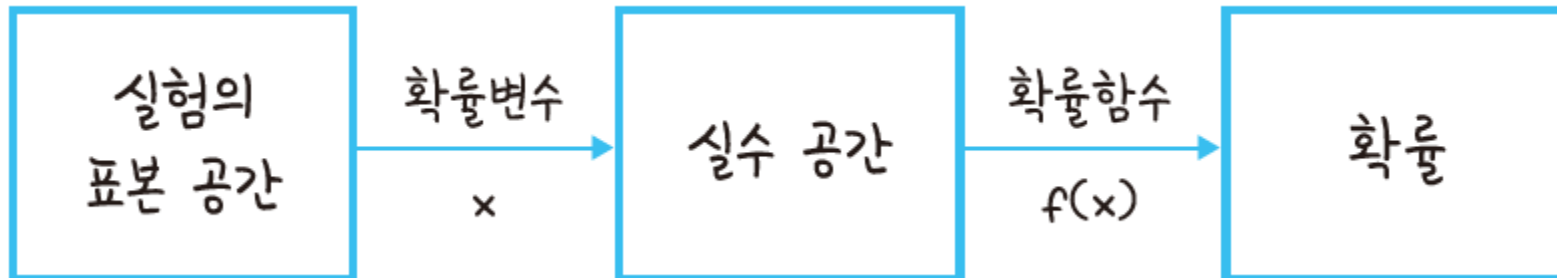 실험의
표본 공간
확률변수
x
실수 공간
확률함수
f(x)
확률